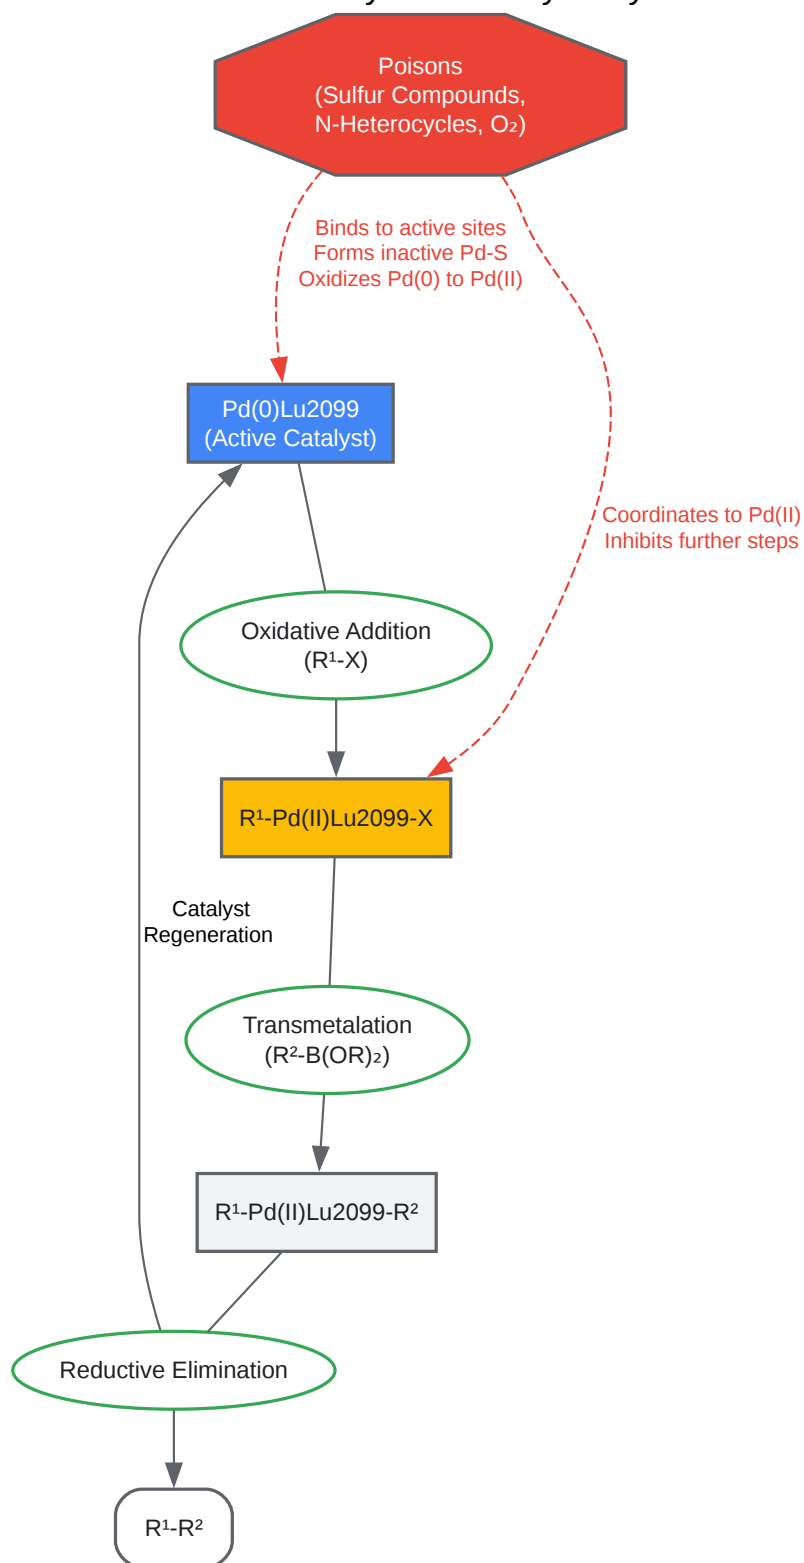 Poisons
(Sulfur Compounds,
N-Heterocycles, O₂)
Binds to active sites
Forms inactive Pd-S
Oxidizes Pd(0) to Pd(II)
Pd(0)Lu2099
(Active Catalyst)
Coordinates to Pd(II)
Inhibits further steps
Oxidative Addition
(R¹-X)
R¹-Pd(II)Lu2099-X
Catalyst
Regeneration
Transmetalation
(R²-B(OR)₂)
R¹-Pd(II)Lu2099-R²
Reductive Elimination
R¹-R²